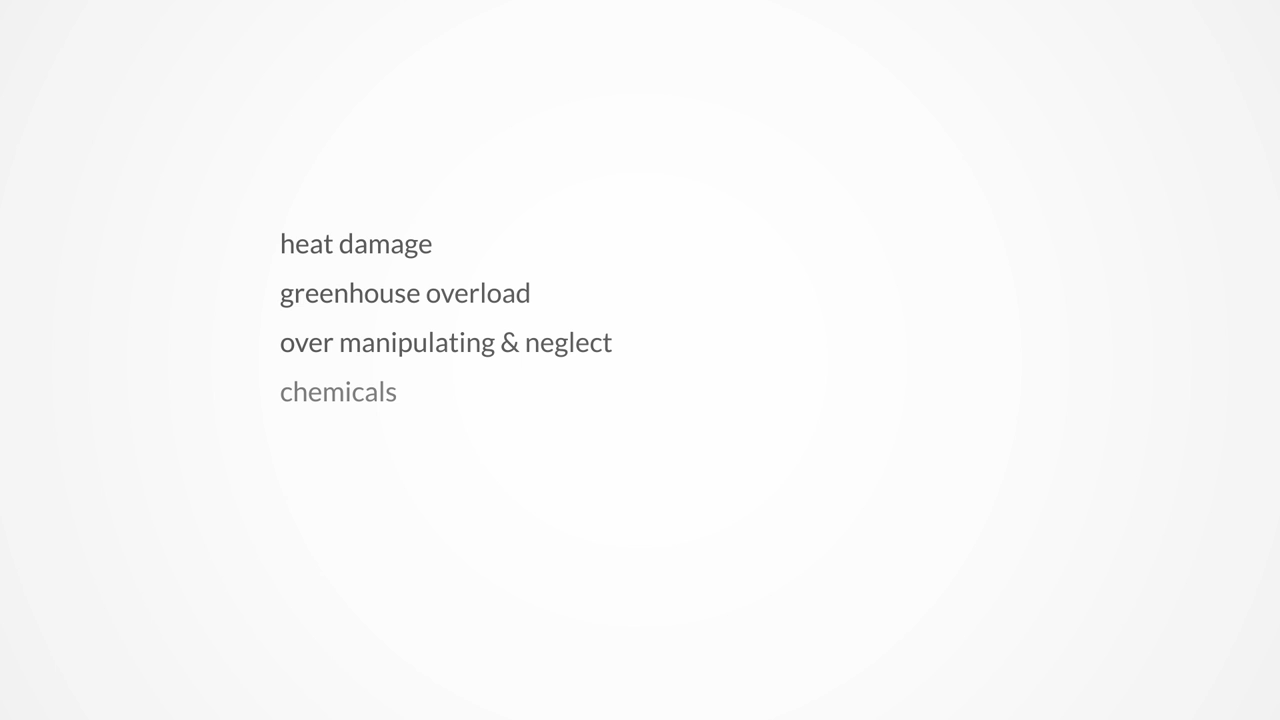 heat damage
greenhouse overload
over manipulating & neglect
chemicals